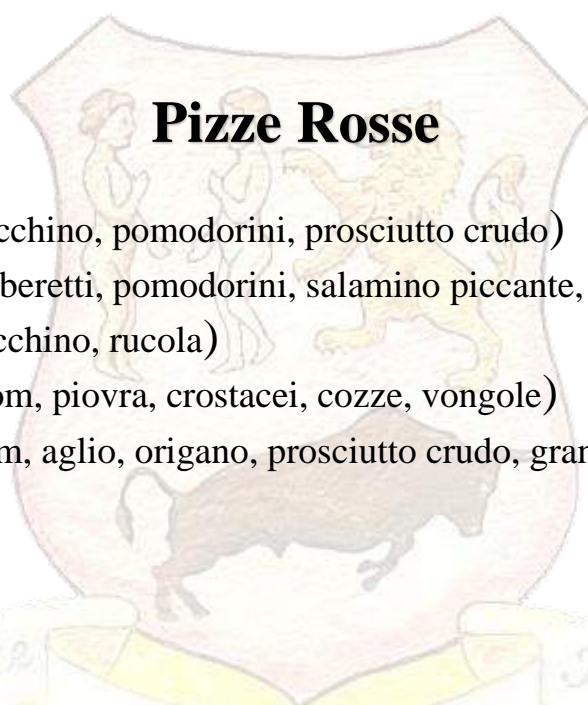 Pizze Rosse
cchino, pomodorini, prosciutto crudo)
beretti, pomodorini, salamino piccante,
cchino, rucola)
om, piovra, crostacei, cozze, vongole)
m, aglio, origano, prosciutto crudo, gran